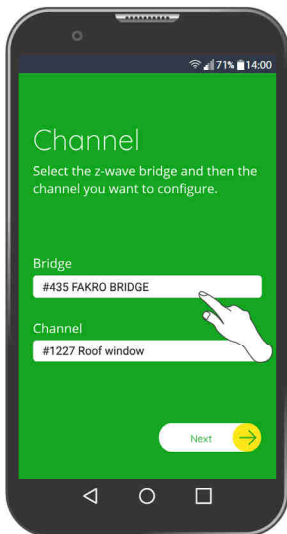 71% 14:00
Channel
Select the z-wave bridge and then the
channel you want to configure.
Bridge
#435 FAKRO BRIDGE
Channel
#1227 Roof window
Next